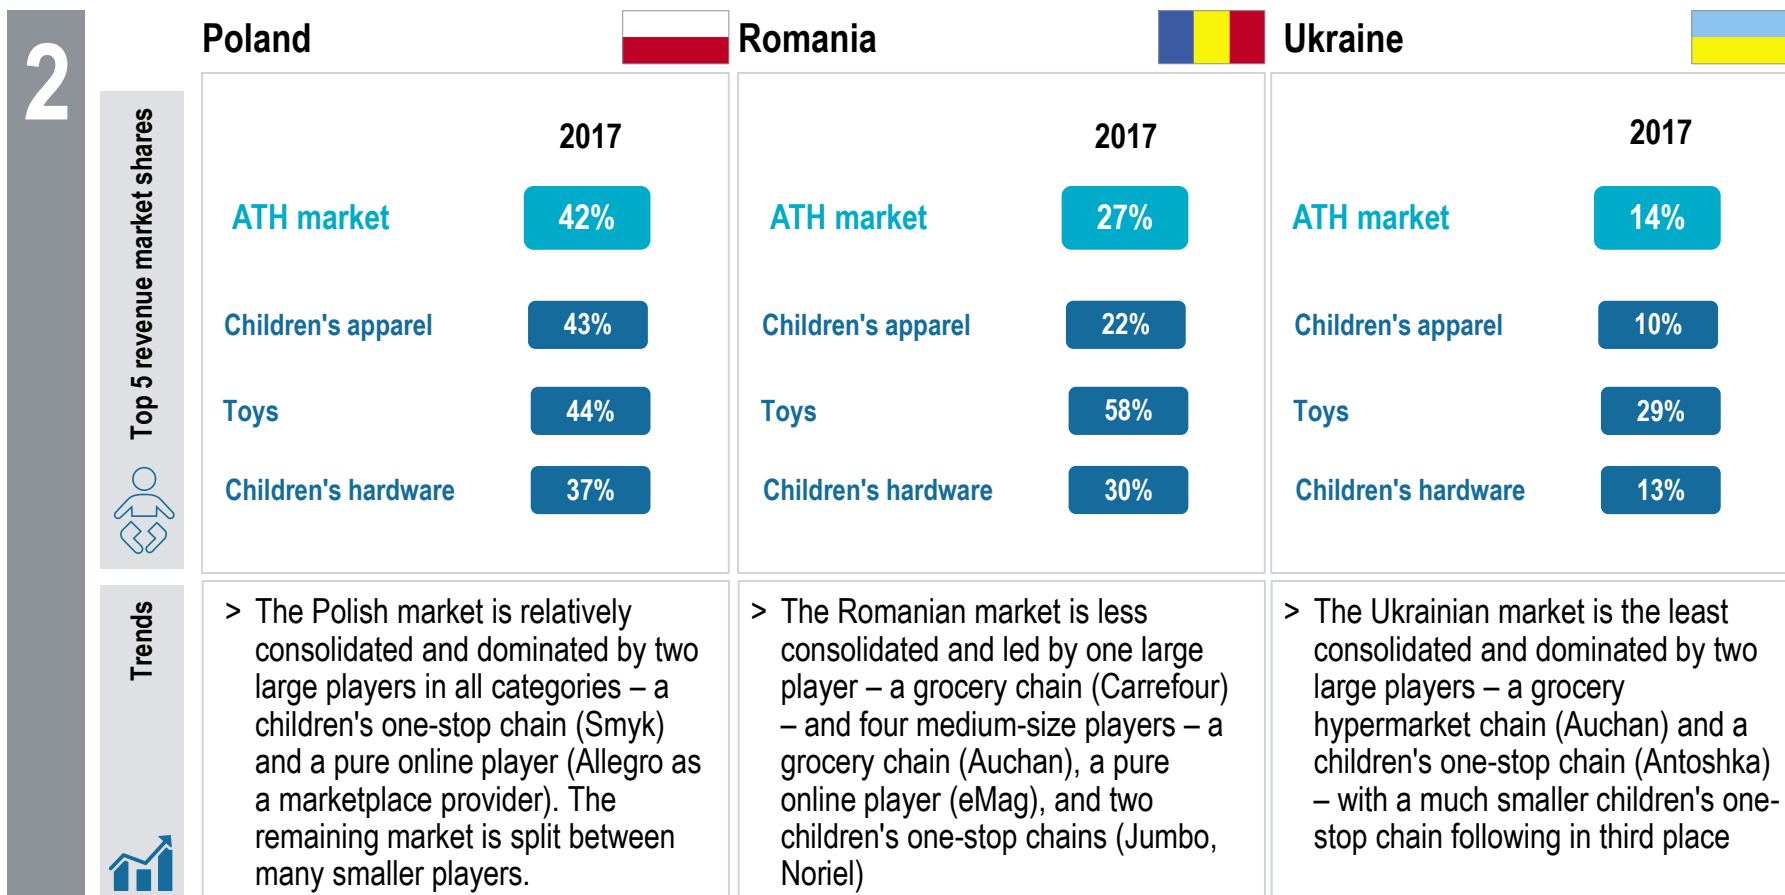 2
Poland
Romania
Ukraine
Top 5 revenue market shares
2017
ATH market 42%
Children's apparel 43%
Toys 44%
Children's hardware 37%
2017
ATH market 27%
Children's apparel 22%
Toys 58%
Children's hardware 30%
2017
ATH market 14%
Children's apparel 10%
Toys 29%
Children's hardware 13%
Trends
> The Polish market is relatively
consolidated and dominated by two
large players in all categories – a
children's one-stop chain (Smyk)
and a pure online player (Allegro as
a marketplace provider). The
remaining market is split between
many smaller players.
> The Romanian market is less
consolidated and led by one large
player – a grocery chain (Carrefour)
– and four medium-size players – a
grocery chain (Auchan), a pure
online player (eMag), and two
children's one-stop chains (Jumbo,
Noriel)
> The Ukrainian market is the least
consolidated and dominated by two
large players – a grocery
hypermarket chain (Auchan) and a
children's one-stop chain (Antoshka)
– with a much smaller children's one-
stop chain following in third place